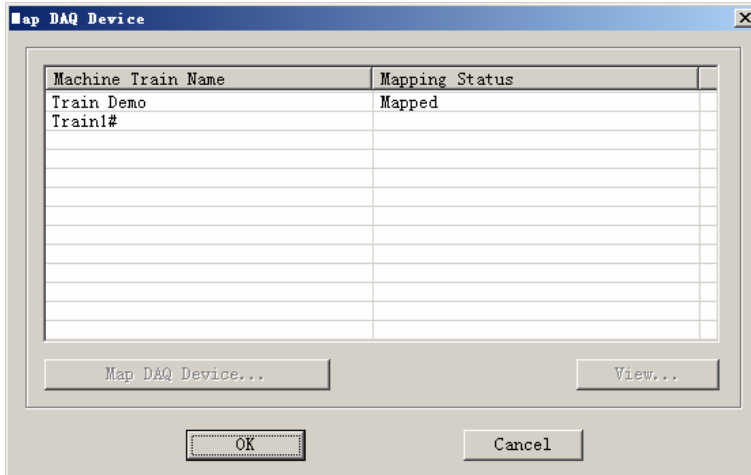 Map DAQ Device
Machine Train Name Mapping Status
Train Demo Mapped
Train1#
Map DAQ Device... View...
OK Cancel